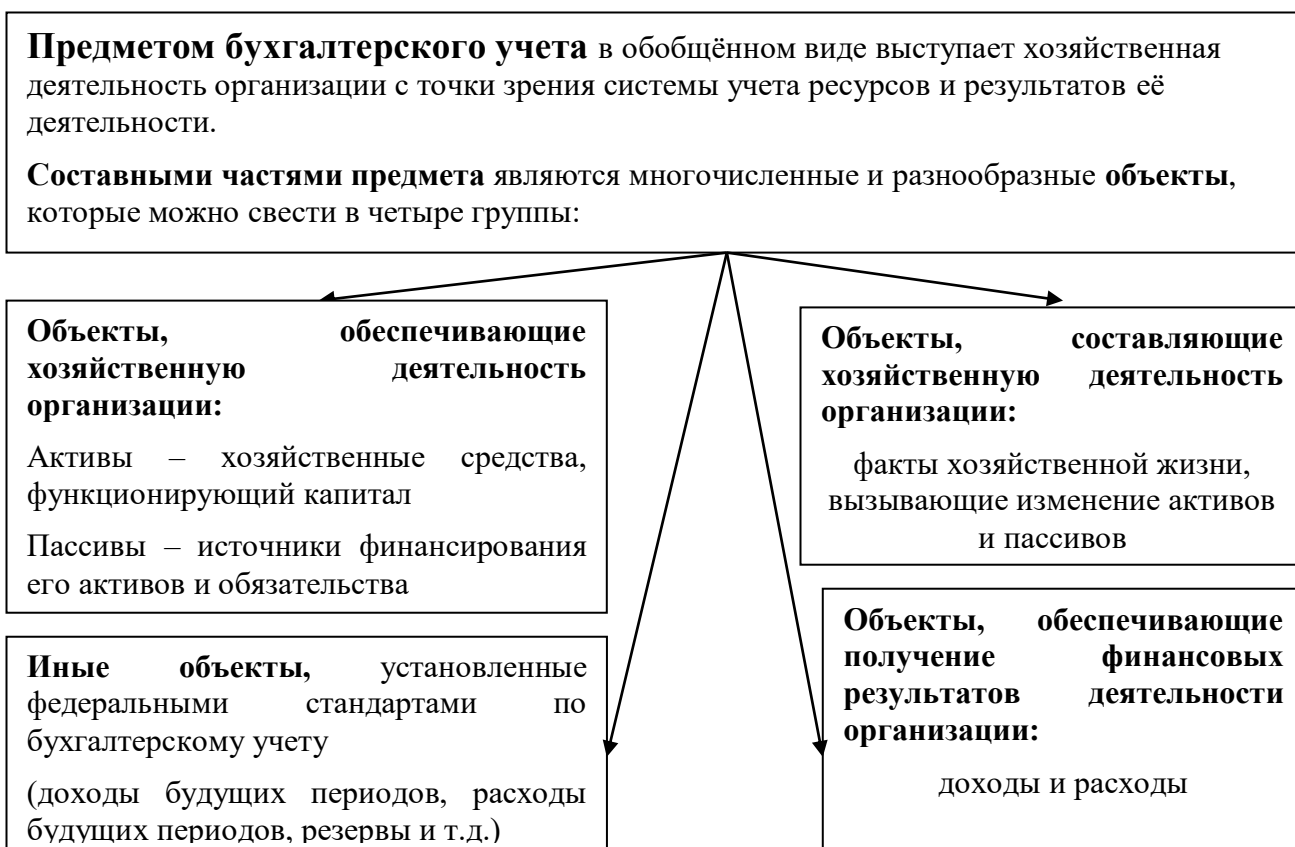 Предметом бухгалтерского учета в обобщённом виде выступает хозяйственная
деятельность организации с точки зрения системы учета ресурсов и результатов её
деятельности.
Составными частями предмета являются многочисленные и разнообразные объекты,
которые можно свести в четыре группы:
Объекты, обеспечивающие
хозяйственную деятельность
организации:
Активы – хозяйственные средства,
функционирующий капитал
Пассивы – источники финансирования
его активов и обязательства
Объекты, составляющие
хозяйственную деятельность
организации:
факты хозяйственной жизни,
вызывающие изменение активов
и пассивов
Иные объекты, установленные
федеральными стандартами по
бухгалтерскому учету
(доходы будущих периодов, расходы
будущих периодов, резервы и т.д.)
Объекты, обеспечивающие
получение финансовых
результатов деятельности
организации:
доходы и расходы